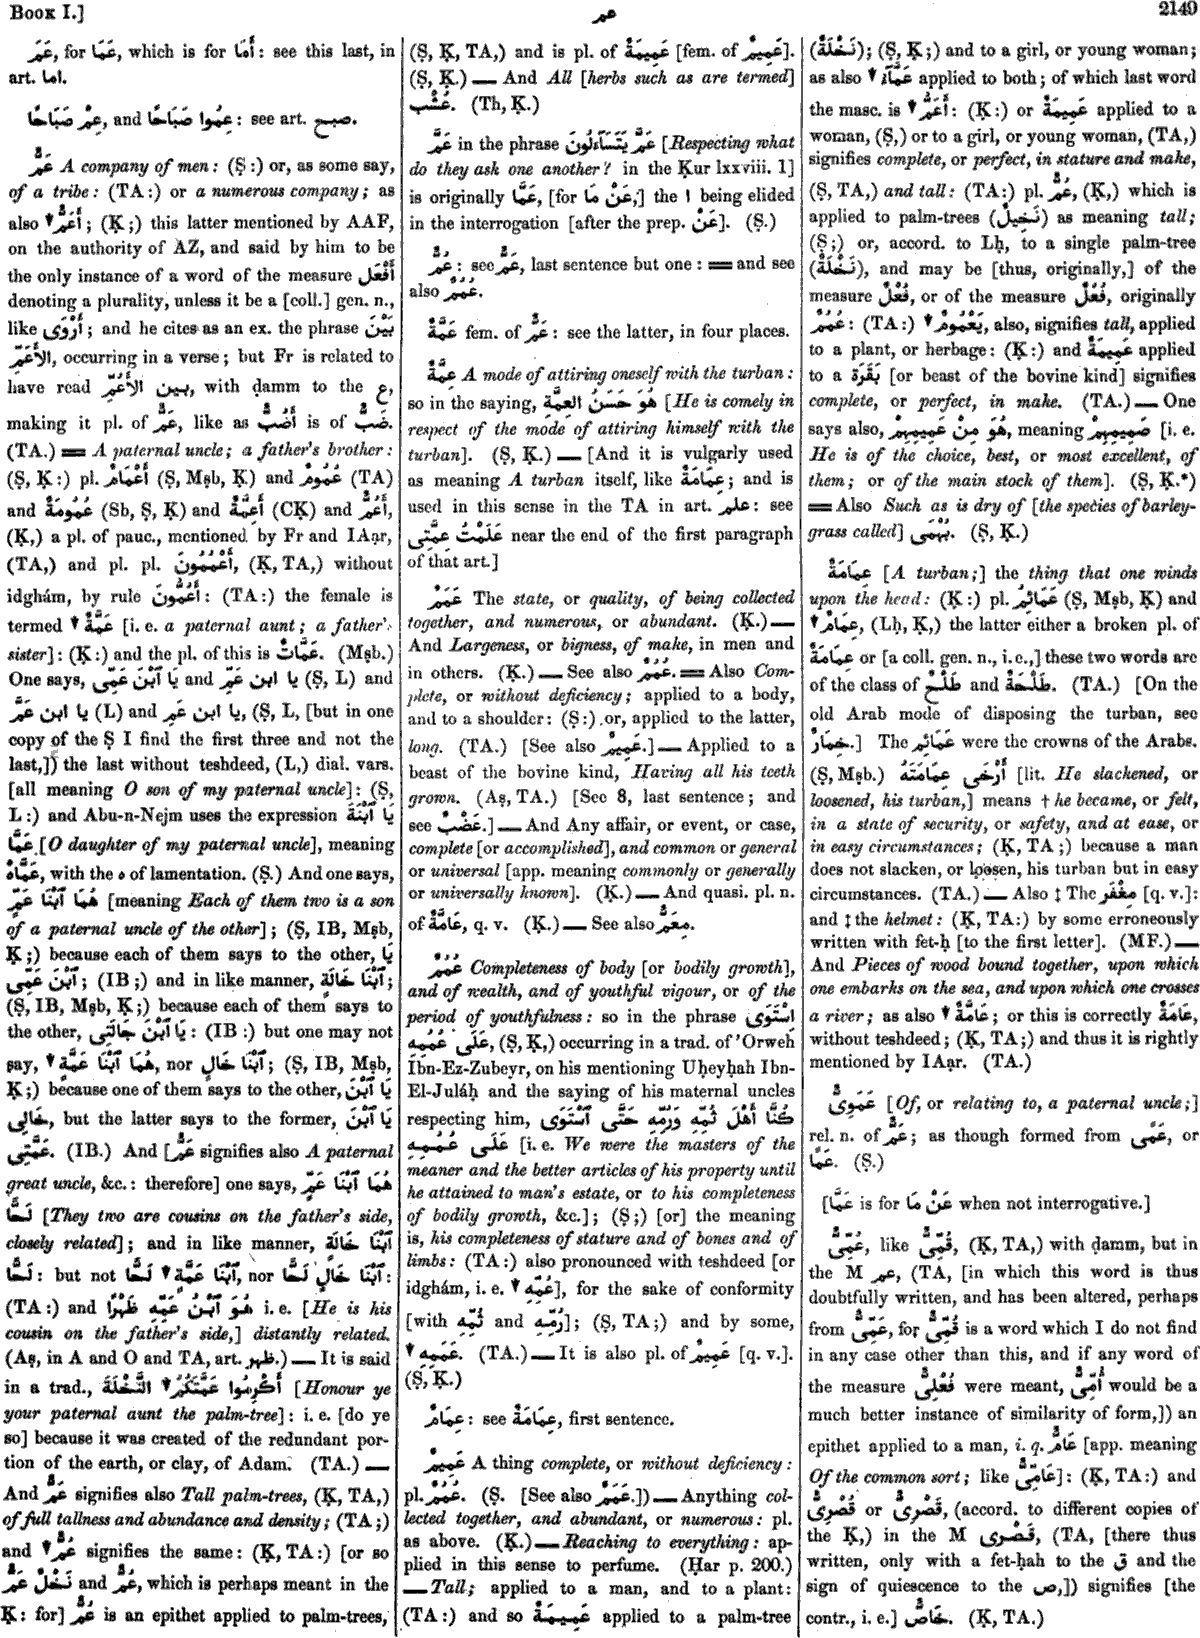 BOOK I.]
عم
2149
عَمَ, for عَمَا, which is for أَمَا: see this last, in
art. اما.
عِمْ صَبَاحًا, and عِمُوا صَبَاحًا: see art. صبح.
عَمٌّ A company of men: (Ṣ:) or, as some say,
of a tribe: (TA:) or a numerous company; as
also ▼ أَعَمٌّ; (Ḳ;) this latter mentioned by AAF,
on the authority of AZ, and said by him to be
the only instance of a word of the measure أَفْعَل
denoting a plurality, unless it be a [coll.] gen. n.,
like أَرْوَى; and he cites as an ex. the phrase بَيْنَ
الأَعَمِّ, occurring in a verse; but Fr is related to
have read بين الأَعُمِّ, with ḍamm to the ع,
making it pl. of عَمٌّ, like as أَضُبٌّ is of ضَبٌّ.
(TA.) ═ A paternal uncle; a father's brother:
(Ṣ, Ḳ:) pl. أَعْمَامٌ (Ṣ, Mṣb, Ḳ) and عُمُومٌ (TA)
and عُمُومَةٌ (Sb, Ṣ, Ḳ) and أَعِمَّةٌ (CḲ) and أَعُمٌّ,
(Ḳ,) a pl. of pauc., mentioned by Fr and IAạr,
(TA,) and pl. pl. أَعْمُمُونَ, (Ḳ, TA,) without
idghám, by rule أَعُمُّونَ: (TA:) the female is
termed ▼ عَمَّةٌ [i. e. a paternal aunt; a father's
sister]: (Ḳ:) and the pl. of this is عَمَّاتٌ. (Mṣb.)
One says, يَا ٱبْنَ عَمِّى and يا ابن عَمِّ (Ṣ, L) and
يا ابن عَمَّ (L) and يا ابن عَمِ, (Ṣ, L, [but in one
copy of the Ṣ I find the first three and not the
last,]) the last without teshdeed, (L,) dial. vars.
[all meaning O son of my paternal uncle]: (Ṣ,
L:) and Abu-n-Nejm uses the expression يَا ٱبْنَةَ
عَمَّا [O daughter of my paternal uncle], meaning
عَمَّاهْ, with the ه of lamentation. (Ṣ.) And one says,
هُمَا ٱبْنَا عَمٍّ [meaning Each of them two is a son
of a paternal uncle of the other]; (Ṣ, IB, Mṣb,
Ḳ;) because each of them says to the other, يَا
ٱبْنَ عَمِّى; (IB;) and in like manner, ٱبْنَا خَالَةٍ;
(Ṣ, IB, Mṣb, Ḳ;) because each of them says to
the other, يَا ٱبْنَ خَالَتِى: (IB:) but one may not
say, ▼ هُمَا ٱبْنَا عَمَّةٍ, nor ٱبْنَا خَالٍ; (Ṣ, IB, Mṣb,
Ḳ;) because one of them says to the other, يَا ٱبْنَ
خَالِى, but the latter says to the former, يَا ٱبْنَ
عَمَّتِى. (IB.) And [عَمٌّ signifies also A paternal
great uncle, &c.: therefore] one says, هُمَا ٱبْنَا عَمٍّ
لَحًّا [They two are cousins on the father's side,
closely related]; and in like manner, ٱبْنَا خَالَةٍ
لَحًّا: but not ▼ ٱبْنَا عَمَّةٍ لَحًّا, nor ٱبْنَا خَالٍ لَحًّا:
(TA:) and هُوَ ٱبْنُ عَمِّهِ ظَهْرًا i. e. [He is his
cousin on the father's side,] distantly related.
(Aṣ, in A and O and TA, art. ظهر.) — It is said
in a trad., أَكْرِمُوا عَمَّتَكُمُ ▼ النَّخْلَةَ [Honour ye
your paternal aunt the palm-tree]: i. e. [do ye
so] because it was created of the redundant por-
tion of the earth, or clay, of Adam. (TA.) —
And عَمٌّ signifies also Tall palm-trees, (Ḳ, TA,)
of full tallness and abundance and density; (TA;)
and ▼ عُمٌّ signifies the same: (Ḳ, TA:) [or so
نَخْلٌ عَمٌّ and عُمٌّ, which is perhaps meant in the
Ḳ: for] عُمٌّ is an epithet applied to palm-trees,
(Ṣ, Ḳ, TA,) and is pl. of عَمِيمَةٌ [fem. of عَمِيمٌ].
(Ṣ, Ḳ.) — And All [herbs such as are termed]
عُشْب. (Th, Ḳ.)
عَمَّ in the phrase عَمَّ يَتَسَآءَلُونَ [Respecting what
do they ask one another? in the Ḳur lxxviii. 1]
is originally عَمَّا, [for عَنْ مَا,] the ا being elided
in the interrogation [after the prep. عَنْ]. (Ṣ.)
عُمٌّ: see عَمٌّ, last sentence but one: ═ and see
also عُمُمٌ.
عَمَّةٌ fem. of عَمٌّ: see the latter, in four places.
عِمَّةٌ A mode of attiring oneself with the turban:
so in the saying, هُوَ حَسَنُ العِمَّةِ [He is comely in
respect of the mode of attiring himself with the
turban]. (Ṣ, Ḳ.) — [And it is vulgarly used
as meaning A turban itself, like عِمَامَةٌ; and is
used in this sense in the TA in art. علم: see
عَلَمْتُ عِمَّتِى near the end of the first paragraph
of that art.]
عَمَمٌ The state, or quality, of being collected
together, and numerous, or abundant. (Ḳ.) —
And Largeness, or bigness, of make, in men and
in others. (Ḳ.) — See also عُمُمٌ. ═ Also Com-
plete, or without deficiency; applied to a body,
and to a shoulder: (Ṣ:) or, applied to the latter,
long. (TA.) [See also عَمِيمٌ.] — Applied to a
beast of the bovine kind, Having all his teeth
grown. (Aṣ, TA.) [See 8, last sentence; and
see عَضْبٌ.] — And Any affair, or event, or case,
complete [or accomplished], and common or general
or universal [app. meaning commonly or generally
or universally known]. (Ḳ.) — And quasi. pl. n.
of عَامَّةٌ, q. v. (Ḳ.) — See also مِعَمٌّ.
عُمُمٌ Completeness of body [or bodily growth],
and of wealth, and of youthful vigour, or of the
period of youthfulness: so in the phrase ٱسْتَوَى
عَلَى عُمُمِهِ, (Ṣ, Ḳ,) occurring in a trad. of 'Orweh
Ibn-Ez-Zubeyr, on his mentioning Uḥeyḥah Ibn-
El-Juláḥ and the saying of his maternal uncles
respecting him, كُنَّا أَهْلَ ثُمِّهِ وَرُمِّهِ حَتَّى ٱسْتَوَى
عَلَى عُمُمِهِ [i. e. We were the masters of the
meaner and the better articles of his property until
he attained to man's estate, or to his completeness
of bodily growth, &c.]; (Ṣ;) [or] the meaning
is, his completeness of stature and of bones and of
limbs: (TA:) also pronounced with teshdeed [or
idghám, i. e. ▼ عُمِّهِ], for the sake of conformity
[with ثُمِّهِ and رُمِّهِ]; (Ṣ, TA;) and by some,
▼ عَمَمِهِ. (TA.) — It is also pl. of عَمِيمٌ [q. v.].
(Ṣ, Ḳ.)
عِمَامٌ: see عِمَامَةٌ, first sentence.
عَمِيمٌ A thing complete, or without deficiency:
pl. عُمُمٌ. (Ṣ. [See also عَمَمٌ.]) — Anything col-
lected together, and abundant, or numerous: pl.
as above. (Ḳ.) — Reaching to everything: ap-
plied in this sense to perfume. (Ḥar p. 200.)
— Tall; applied to a man, and to a plant:
(TA:) and so عَمِيمَةٌ applied to a palm-tree
(نَخْلَةٌ); (Ṣ, Ḳ;) and to a girl, or young woman;
as also ▼ عَمَّآءُ applied to both; of which last word
the masc. is ▼ أَعَمُّ: (Ḳ:) or عَمِيمَةٌ applied to a
woman, (Ṣ,) or to a girl, or young woman, (TA,)
signifies complete, or perfect, in stature and make,
(Ṣ, TA,) and tall: (TA:) pl. عُمٌّ, (Ḳ,) which is
applied to palm-trees (نَخِيلٌ) as meaning tall;
(Ṣ;) or, accord. to Lḥ, to a single palm-tree
(نَخْلَةٌ), and may be [thus, originally,] of the
measure فُعْلٌ, or of the measure فُعُلٌ, originally
عُمُمٌ: (TA:) ▼ يَعْمُومٌ, also, signifies tall, applied
to a plant, or herbage: (Ḳ:) and عَمِيمَةٌ applied
to a بَقَرَة [or beast of the bovine kind] signifies
complete, or perfect, in make. (TA.) — One
says also, هُوَ مِنْ عَمِيمِهِمْ, meaning صَمِيمِهِمْ [i. e.
He is of the choice, best, or most excellent, of
them; or of the main stock of them]. (Ṣ, Ḳ.*)
═ Also Such as is dry of [the species of barley-
grass called] بُهْمَى. (Ṣ, Ḳ.)
عِمَامَةٌ [A turban;] the thing that one winds
upon the head: (Ḳ:) pl. عَمَائِمُ (Ṣ, Mṣb, Ḳ) and
▼ عِمَامٌ, (Lḥ, Ḳ,) the latter either a broken pl. of
عِمَامَةٌ or [a coll. gen. n., i. e.,] these two words are
of the class of طَلْحٌ and طَلْحَةٌ. (TA.) [On the
old Arab mode of disposing the turban, see
خِمَارٌ.] The عَمَائِم were the crowns of the Arabs.
(Ṣ, Mṣb.) أَرْخَى عِمَامَتَهُ [lit. He slackened, or
loosened, his turban,] means † he became, or felt,
in a state of security, or safety, and at ease, or
in easy circumstances; (Ḳ, TA;) because a man
does not slacken, or loosen, his turban but in easy
circumstances. (TA.) — Also ‡ The مِغْفَر [q. v.]:
and ‡ the helmet: (Ḳ, TA:) by some erroneously
written with fet-ḥ [to the first letter]. (MF.) —
And Pieces of wood bound together, upon which
one embarks on the sea, and upon which one crosses
a river; as also ▼ عَامَّةٌ; or this is correctly عَامَةٌ,
without teshdeed; (Ḳ, TA;) and thus it is rightly
mentioned by IAạr. (TA.)
عَمَوِىٌّ [Of, or relating to, a paternal uncle;]
rel. n. of عَمٌّ; as though formed from عَمًى, or
عَمًا. (Ṣ.)
[عَمَّا is for عَنْ مَا when not interrogative.]
عُمِّىٌّ, like قُمِّىٌّ, (Ḳ, TA,) with ḍamm, but in
the M عمم, (TA, [in which this word is thus
doubtfully written, and has been altered, perhaps
from عَمِّىٌّ, for قُمِّىٌّ is a word which I do not find
in any case other than this, and if any word of
the measure فُعْلِىٌّ were meant, أُمِّىٌّ would be a
much better instance of similarity of form,]) an
epithet applied to a man, i. q. عَامٌّ [app. meaning
Of the common sort; like عَامِّىٌّ]: (Ḳ, TA:) and
قُصْرِىٌّ or قَصْرِىٌّ, (accord. to different copies of
the Ḳ,) in the M قَصْرى, (TA, [there thus
written, only with a fet-ḥah to the ق and the
sign of quiescence to the ص,]) signifies [the
contr., i. e.] خَاصٌّ. (Ḳ, TA.)